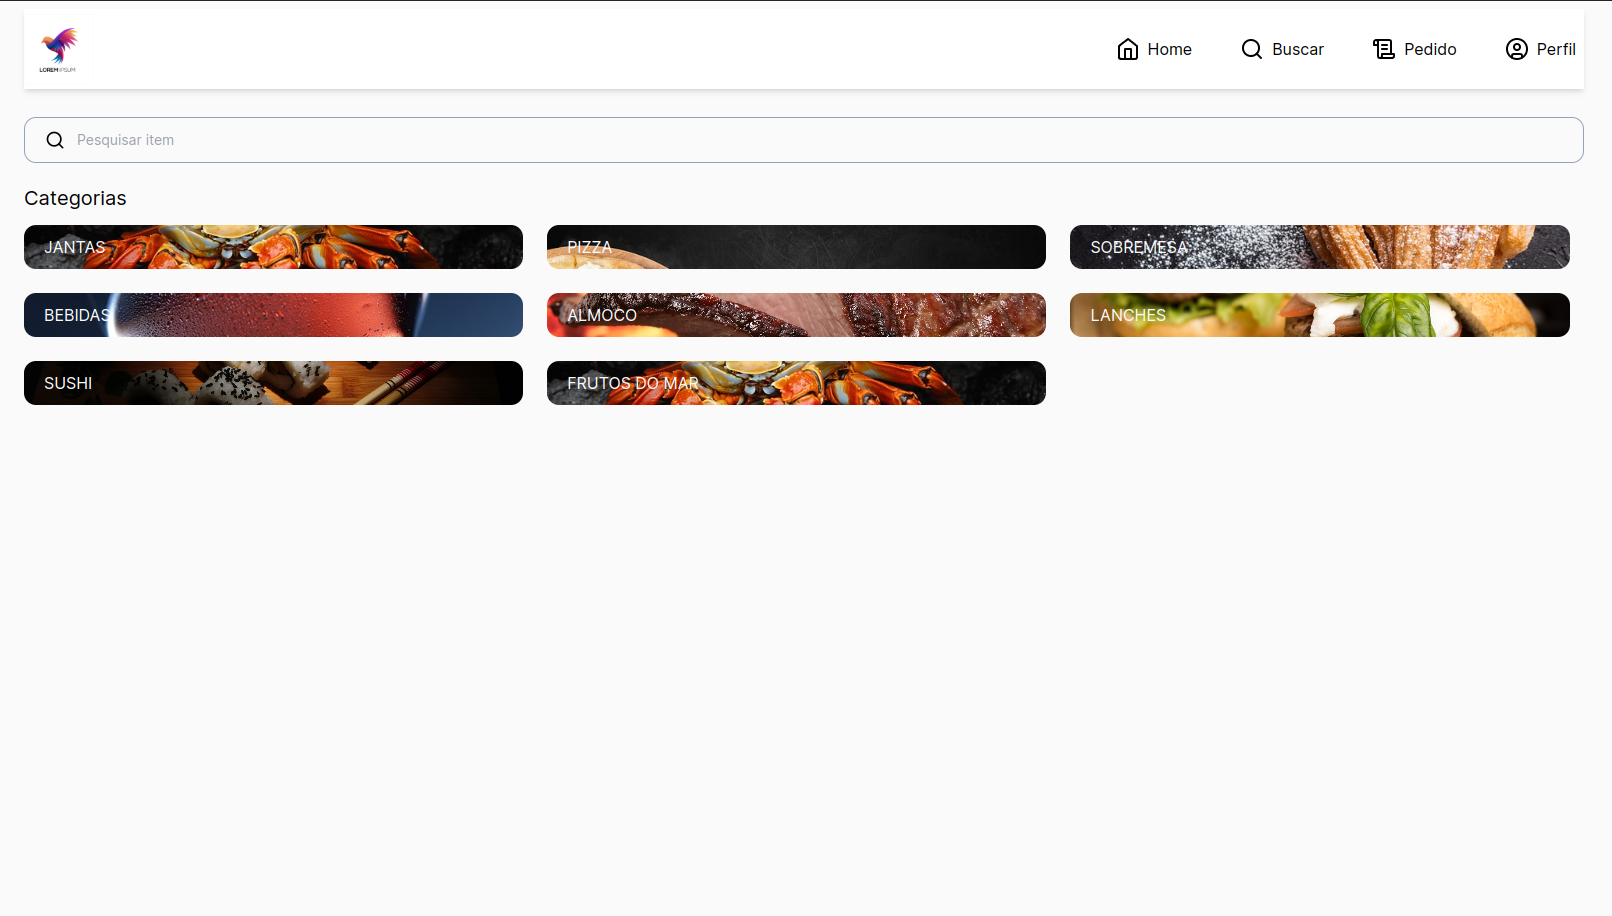 LOREM IPSUM
Home
Buscar
Pedido
Perfil
Pesquisar item
Categorias
JANTAS
PIZZA
SOBREMESA
BEBIDAS
ALMOCO
LANCHES
SUSHI
FRUTOS DO MAR